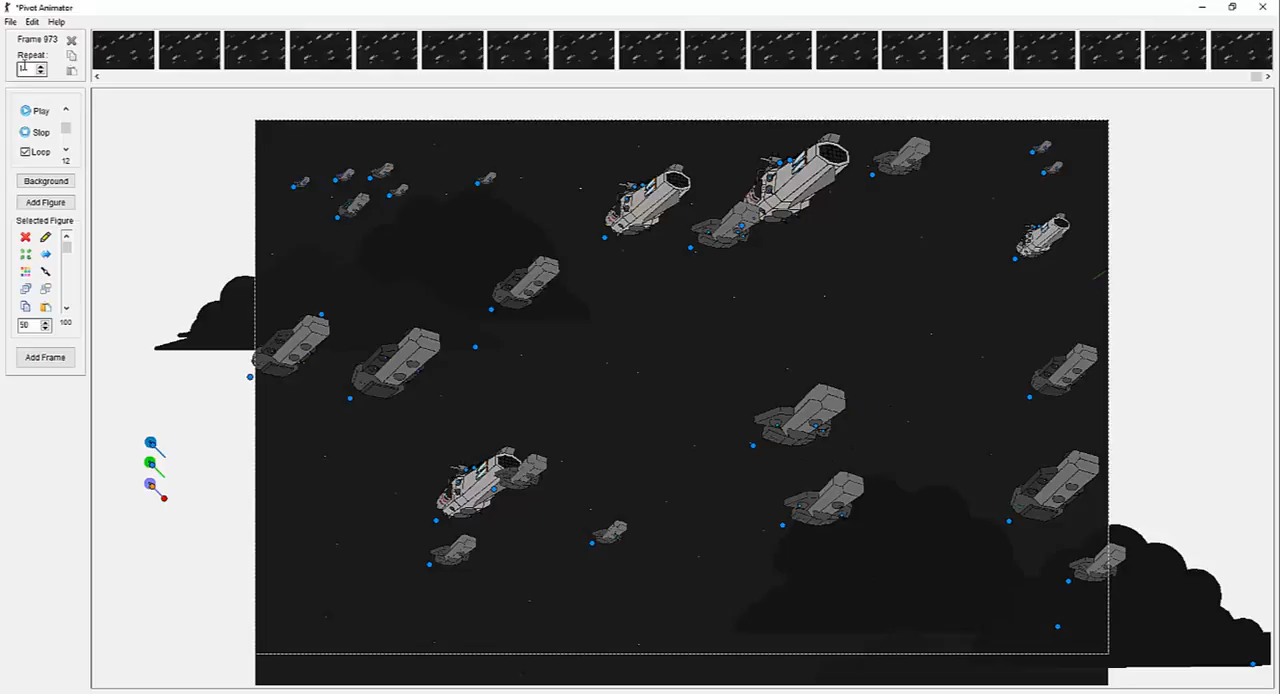 *Pivot Animator
File Edit Help
Frame 973
Repeat:
1
Play
Stop
Loop
12
Background
Add Figure
Selected Figure
50
100
Add Frame